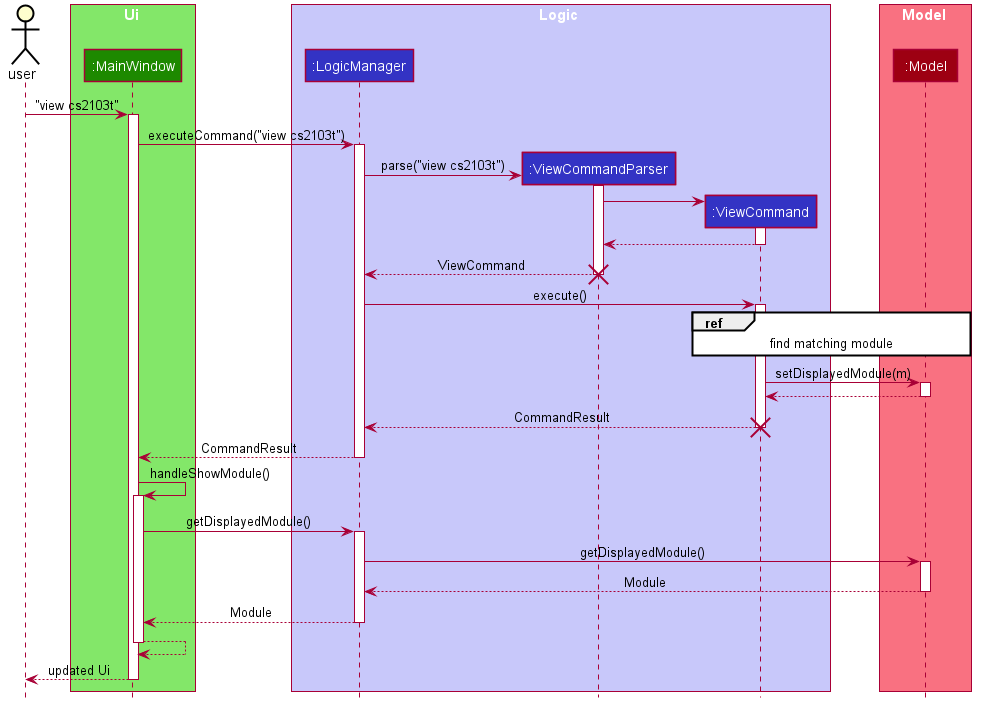 Ui
Logic
Model
user
:MainWindow
:LogicManager
:Model
"view cs2103t"
executeCommand("view cs2103t")
parse("view cs2103t")
:ViewCommandParser
:ViewCommand
ViewCommand
execute()
ref
find matching module
setDisplayedModule(m)
CommandResult
CommandResult
handleShowModule()
getDisplayedModule()
getDisplayedModule()
Module
Module
updated Ui